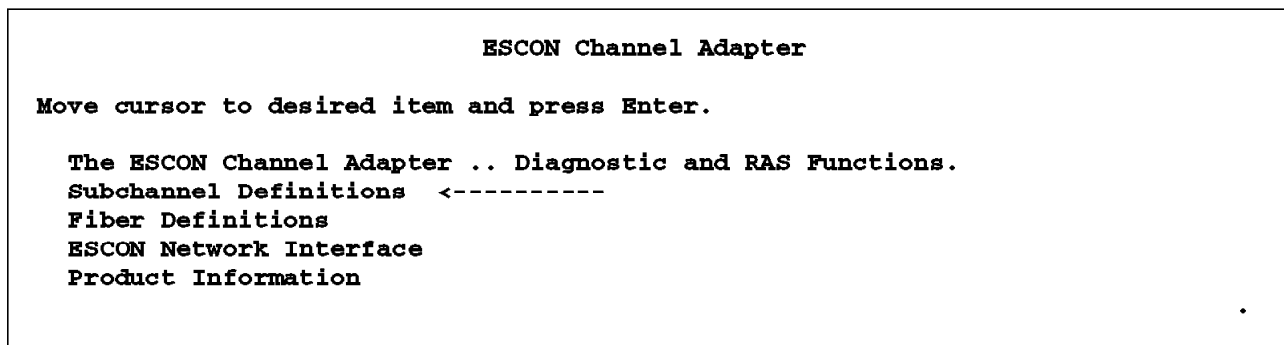 ESCON Channel Adapter
Move cursor to desired item and press Enter.
The ESCON Channel Adapter .. Diagnostic and RAS Functions.
Subchannel Definitions <----------
Fiber Definitions
ESCON Network Interface
Product Information
.